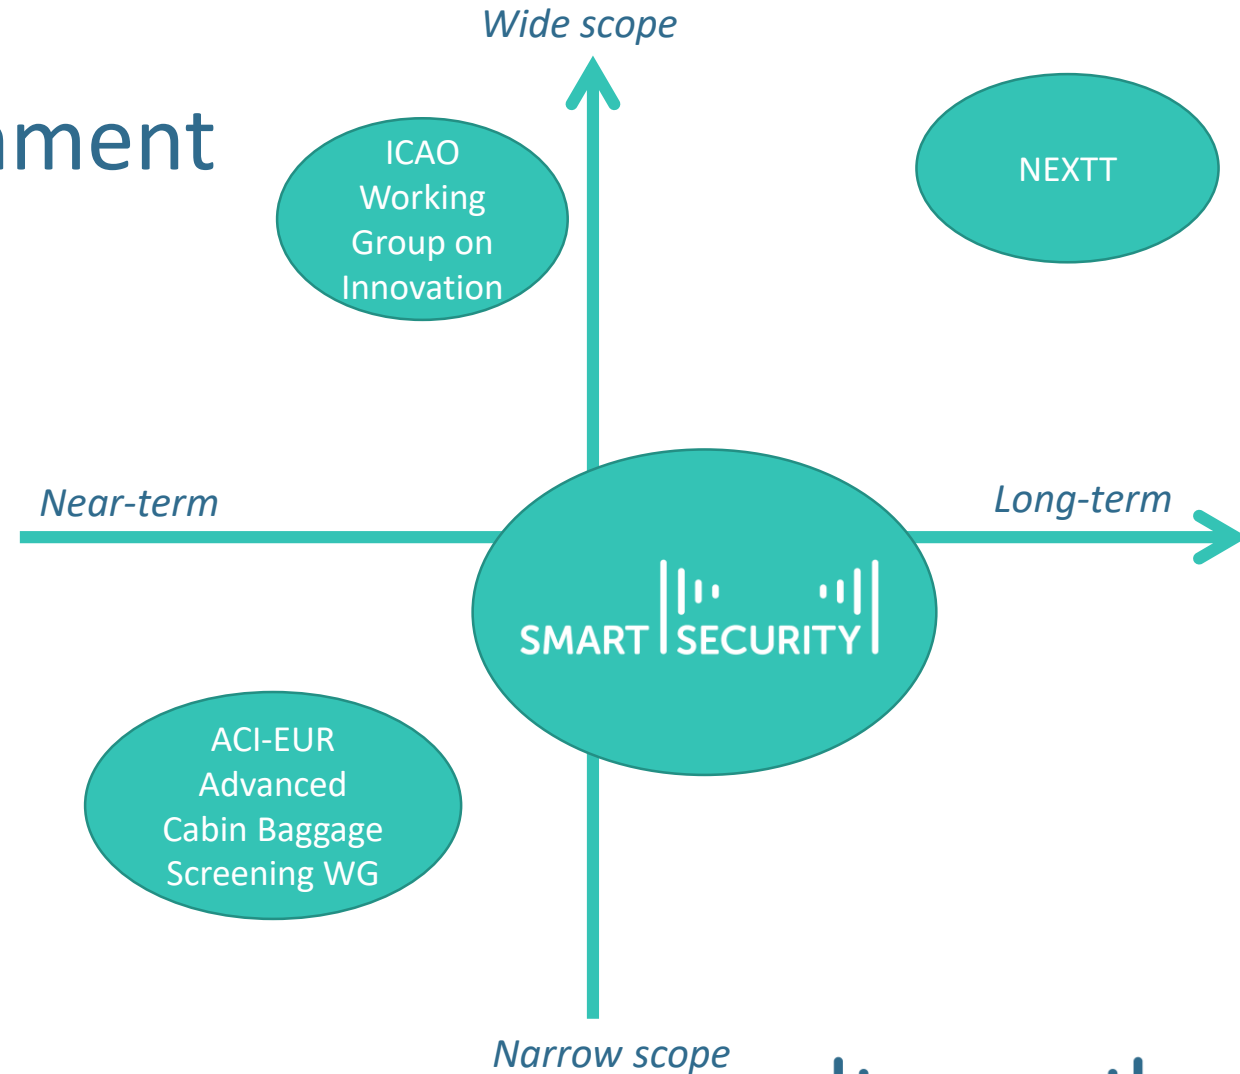 Wide scope
ICAO
Working
Group on
Innovation
NEXTT
Near-term
Long-term
SMART SECURITY
ACI-EUR
Advanced
Cabin Baggage
Screening WG
Narrow scope